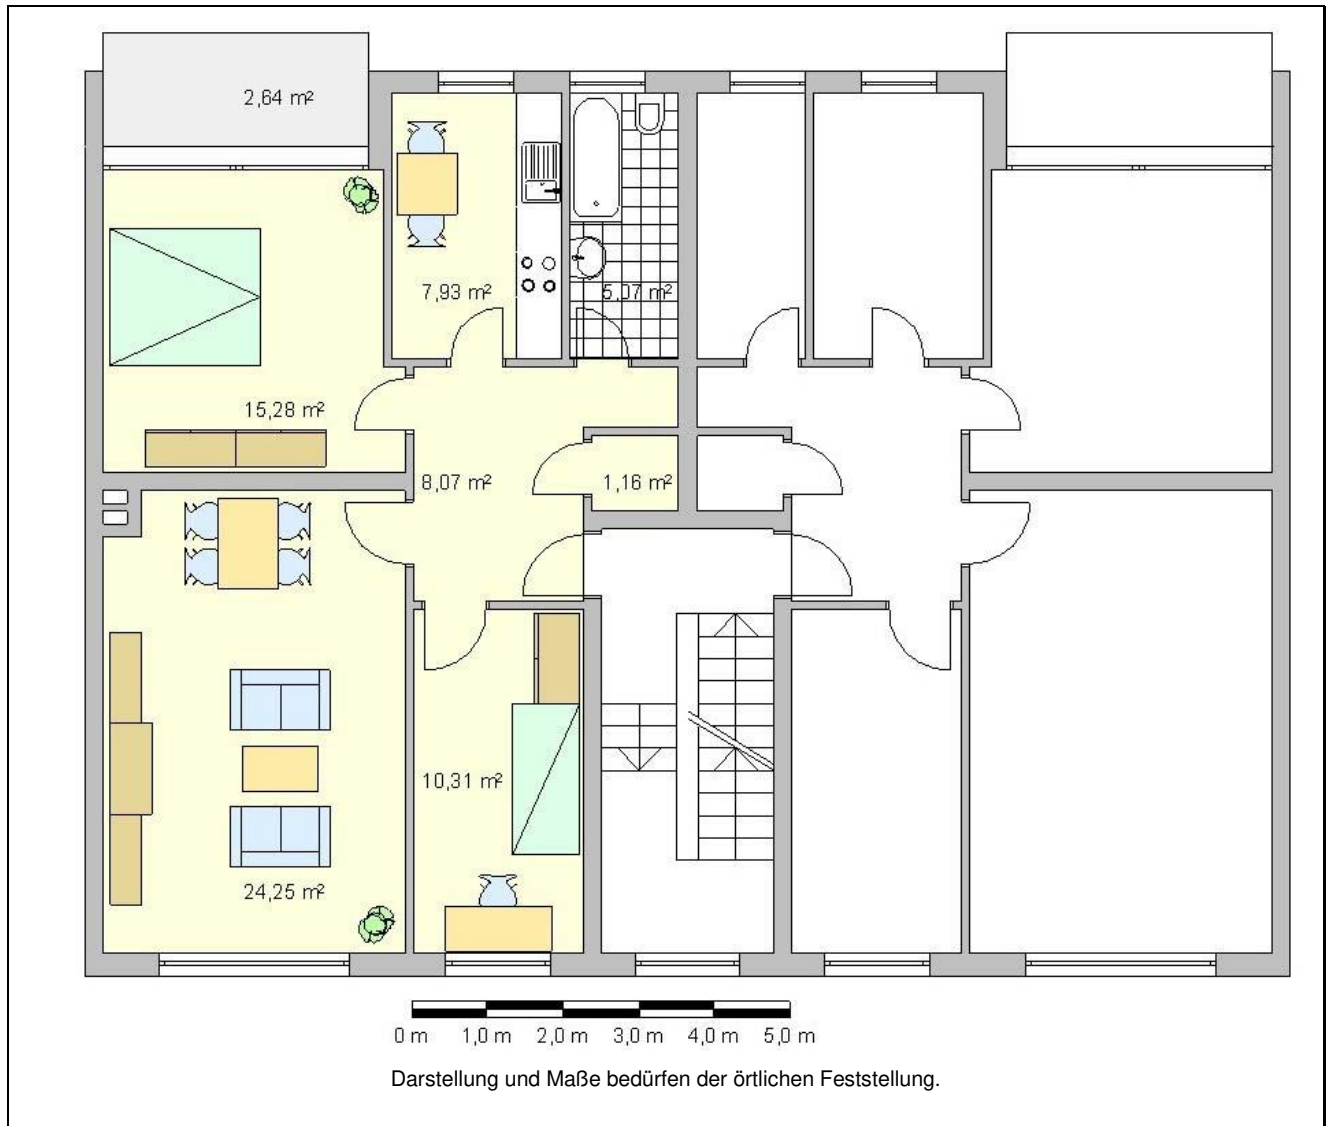 2,64 m²
7,93 m²
5,07 m²
15,28 m²
8,07 m²
1,16 m²
10,31 m²
24,25 m²
0 m 1,0 m 2,0 m 3,0 m 4,0 m 5,0 m
Darstellung und Maße bedürfen der örtlichen Feststellung.